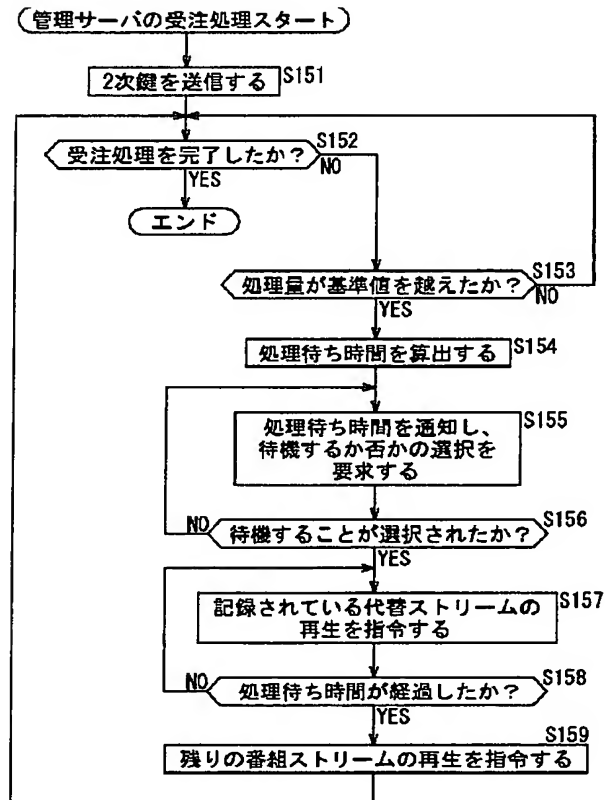 管理サーバの受注処理スタート
2次鍵を送信する
S151
受注処理を完了したか？
S152
YES
NO
エンド
処理量が基準値を越えたか？
S153
NO
YES
処理待ち時間を算出する
S154
処理待ち時間を通知し、
待機するか否かの選択を
要求する
S155
NO
待機することが選択されたか？
S156
YES
記録されている代替ストリームの
再生を指令する
S157
NO
処理待ち時間が経過したか？
S158
YES
S159
残りの番組ストリームの再生を指令する